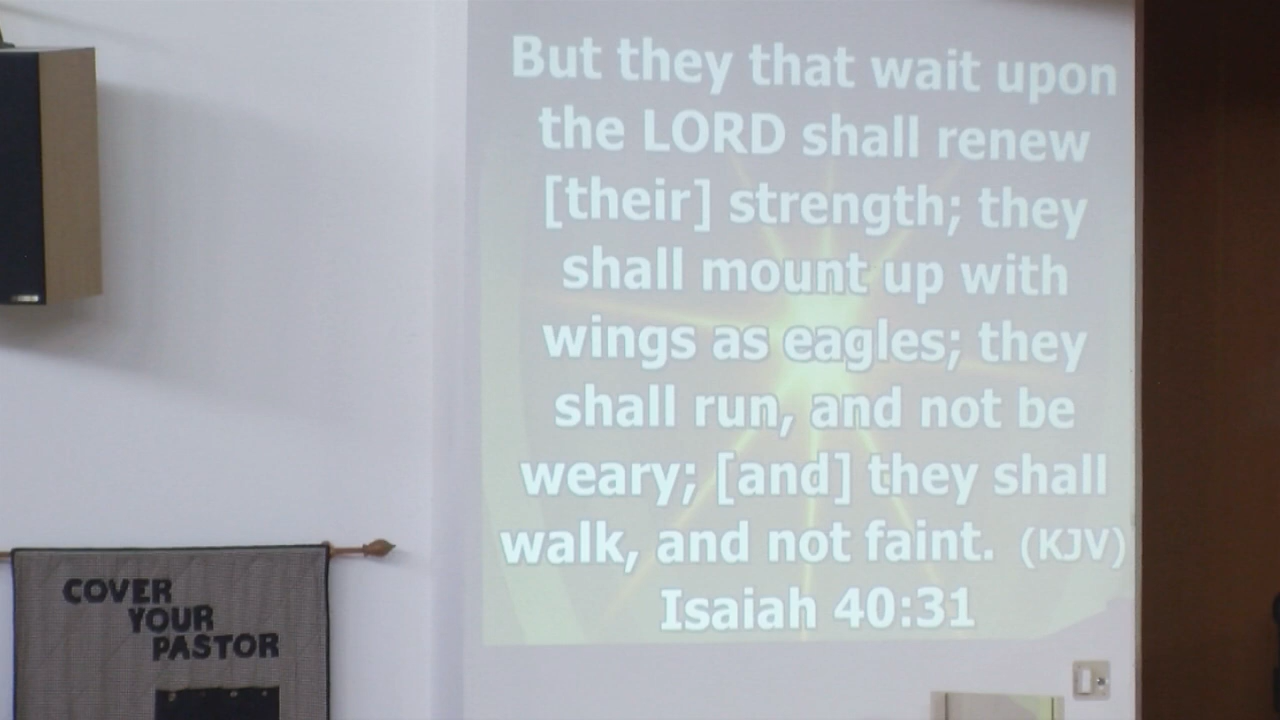 But they that wait upon
the LORD shall renew
[their] strength; they
shall mount up with
wings as eagles; they
shall run, and not be
weary; [and] they shall
walk, and not faint. (KJV)
Isaiah 40:31
COVER
YOUR
PASTOR